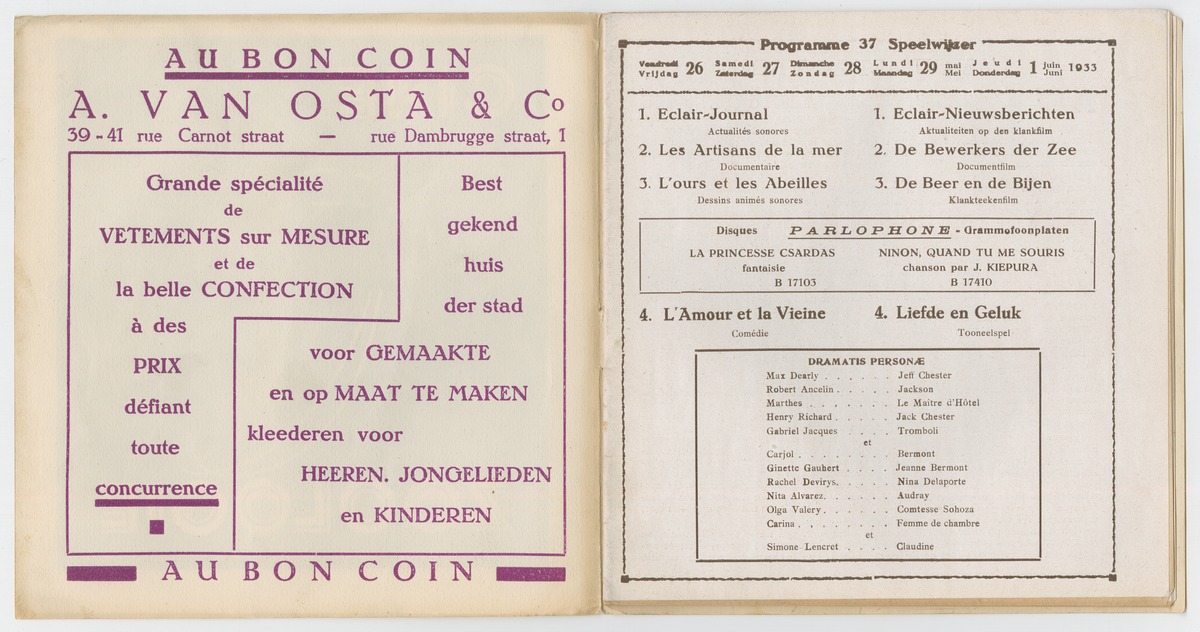 AU BON COIN
A. VAN OSTA & Co
39-41 rue Carnot straat — rue Dambrugge straat, 1
Grande spécialité
de
VETEMENTS sur MESURE
et de
la belle CONFECTION
à des
PRIX
défiant
toute
concurrence
Best
gekend
huis
der stad
voor GEMAAKTE
en op MAAT TE MAKEN
kleederen voor
HEEREN. JONGELIEDEN
en KINDEREN
AU BON COIN
Programme 37 Speelwijzer
Vendredi Vrijdag 26 Samedi Zaterdag 27 Dimanche Zondag 28 Lundi Maandag 29 mai Mei Jeudi Donderdag 1 juin Juni 1933
1. Eclair-Journal
Actualités sonores
2. Les Artisans de la mer
Documentaire
3. L'ours et les Abeilles
Dessins animés sonores
1. Eclair-Nieuwsberichten
Aktualiteiten op den klankfilm
2. De Bewerkers der Zee
Documentfilm
3. De Beer en de Bijen
Klankteekenfilm
Disques PARLOPHONE - Grammofoonplaten
LA PRINCESSE CSARDAS
fantaisie
B 17103
NINON, QUAND TU ME SOURIS
chanson par J. KIEPURA
B 17410
4. L'Amour et la Vieine
Comédie
4. Liefde en Geluk
Tooneelspel
DRAMATIS PERSONÆ
Max Dearly . . . . . . Jeff Chester
Robert Ancelin . . . . . Jackson
Marthes . . . . . . . Le Maître d'Hôtel
Henry Richard . . . . . Jack Chester
Gabriel Jacques . . . . Tromboli
et
Carjol . . . . . . . . Bermont
Ginette Gaubert . . . . Jeanne Bermont
Rachel Devirys. . . . . Nina Delaporte
Nita Alvarez. . . . . . Audray
Olga Valery. . . . . . Comtesse Sohoza
Carina . . . . . . . . Femme de chambre
et
Simone Lencret . . . . Claudine